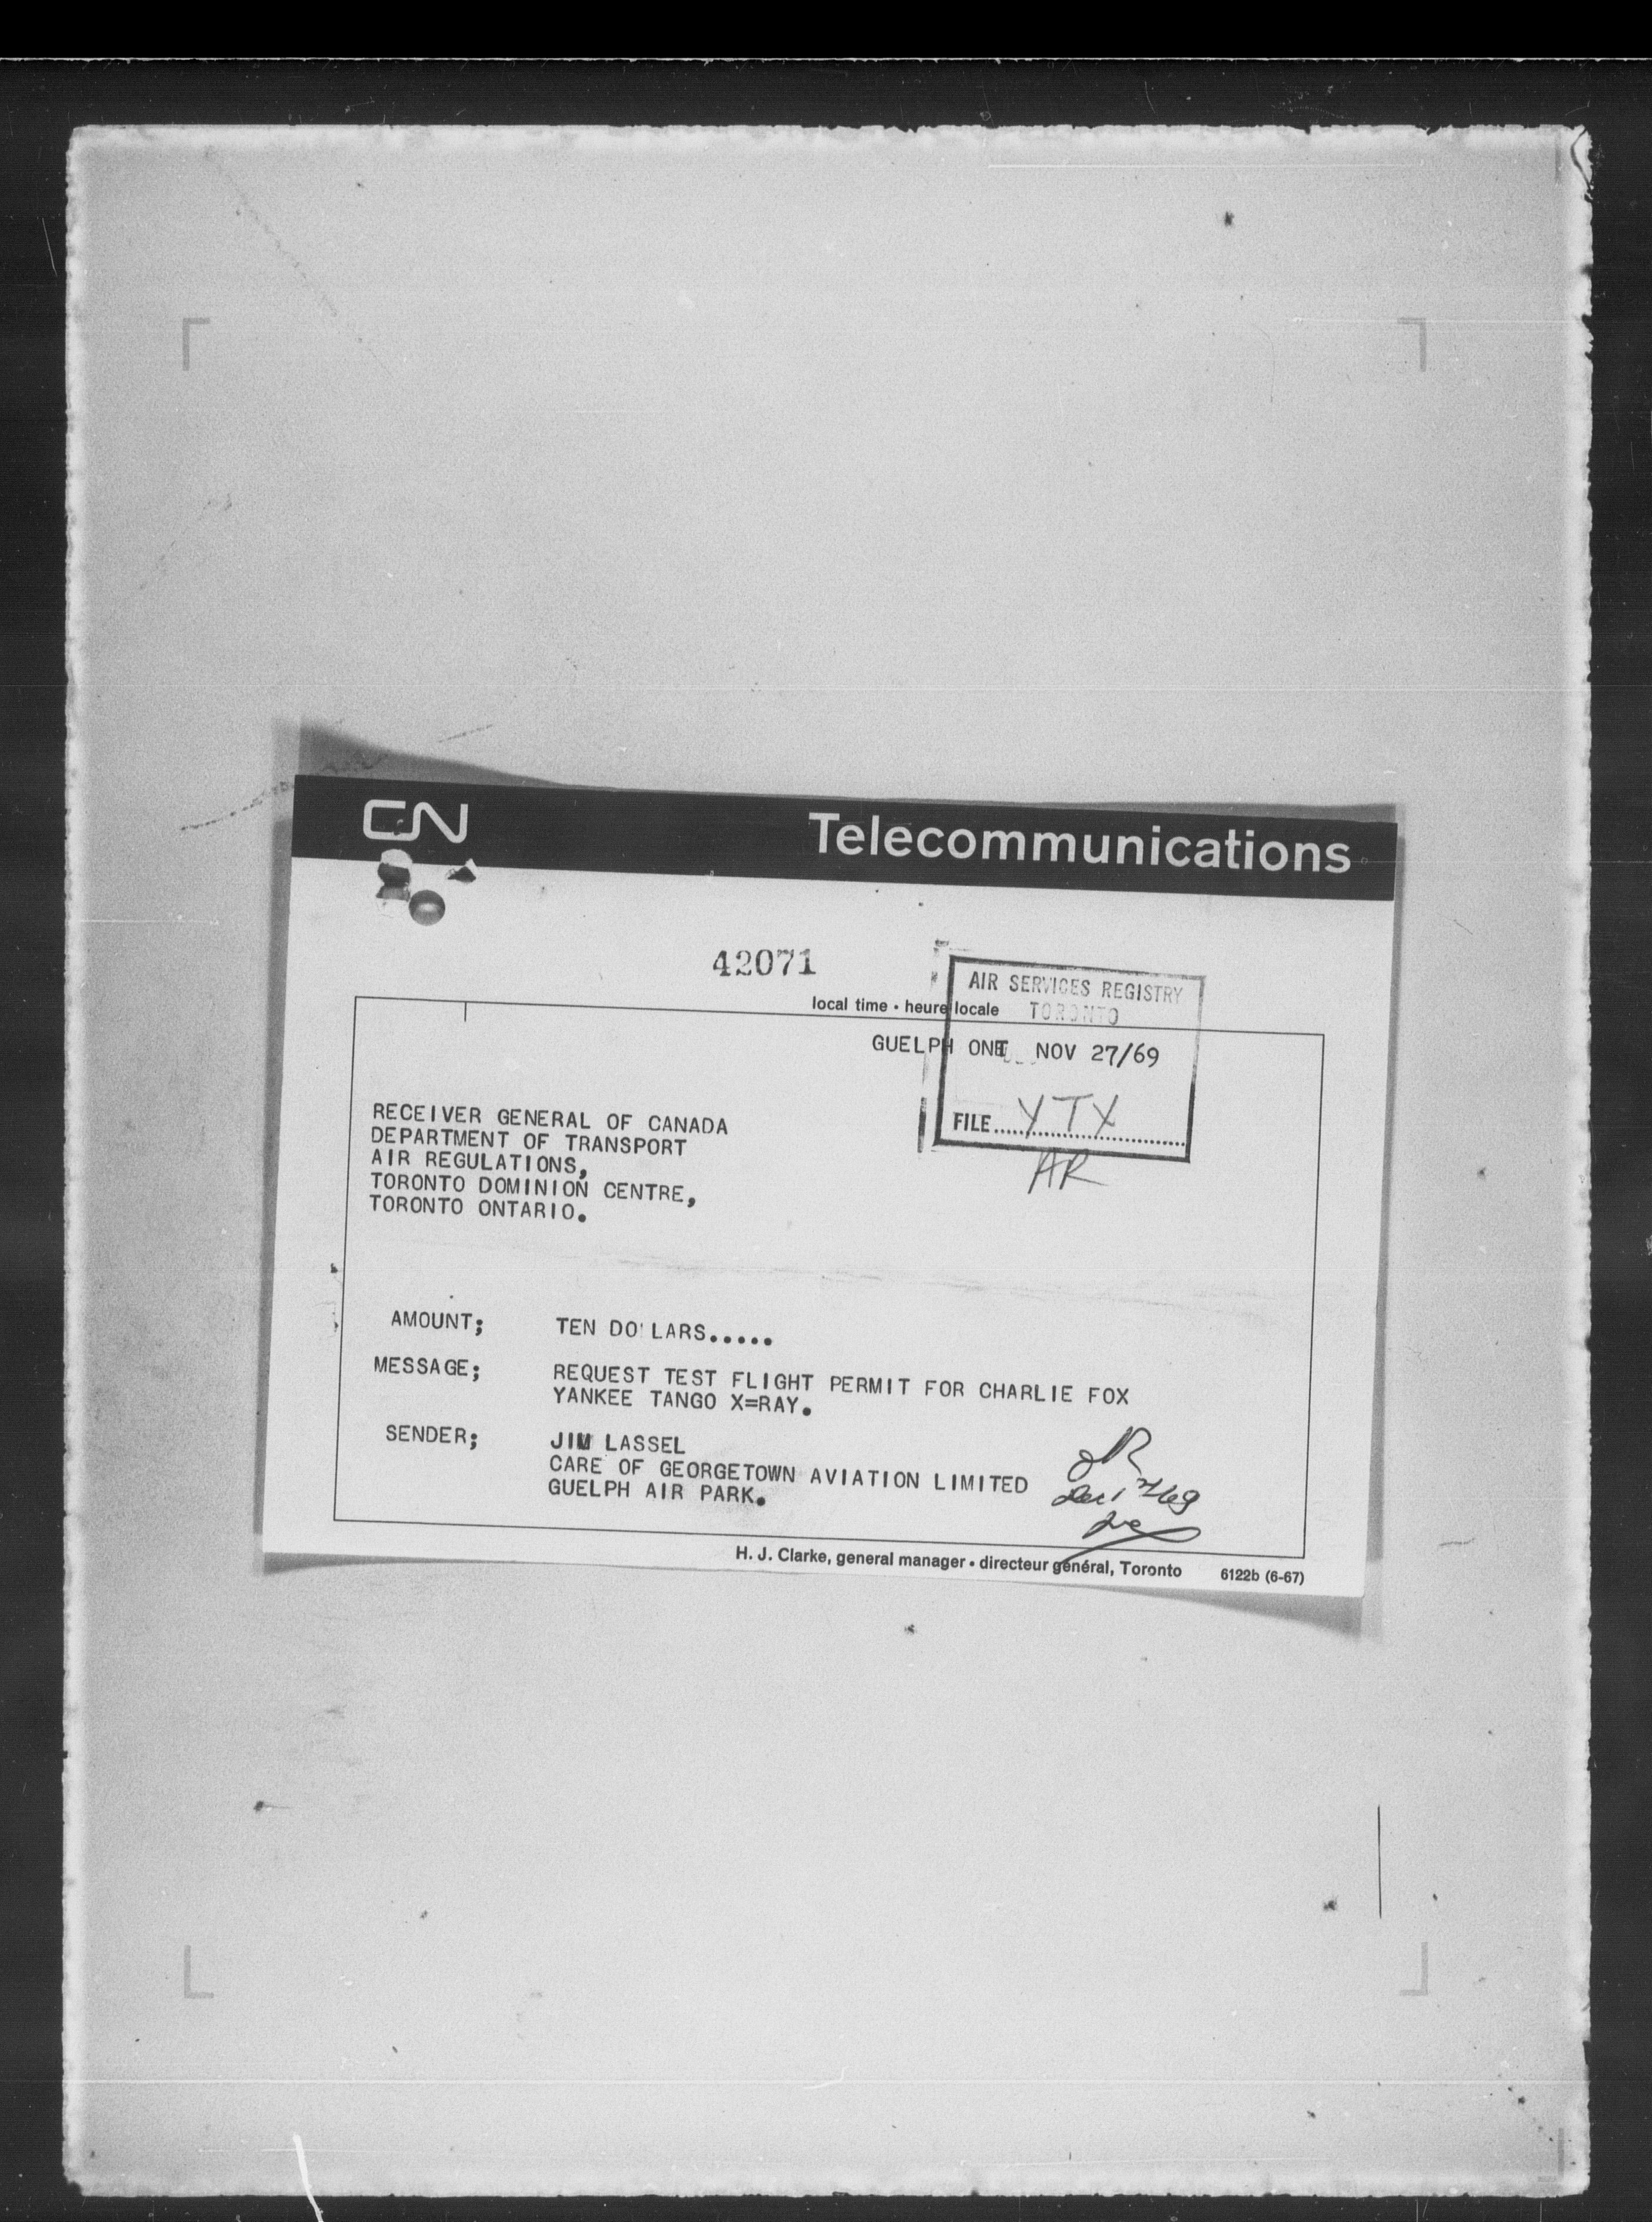 CN Telecommunications
42071
AIR SERVICES REGISTRY
TORONTO
local time • heure locale
GUELPH ONT NOV 27/69
FILE YTX
AR
RECEIVER GENERAL OF CANADA
DEPARTMENT OF TRANSPORT
AIR REGULATIONS,
TORONTO DOMINION CENTRE,
TORONTO ONTARIO.
AMOUNT; TEN DO'LARS.....
MESSAGE; REQUEST TEST FLIGHT PERMIT FOR CHARLIE FOX
YANKEE TANGO X=RAY.
SENDER; JIM LASSEL
CARE OF GEORGETOWN AVIATION LIMITED
GUELPH AIR PARK.
H. J. Clarke, general manager • directeur général, Toronto 6122b (6-67)